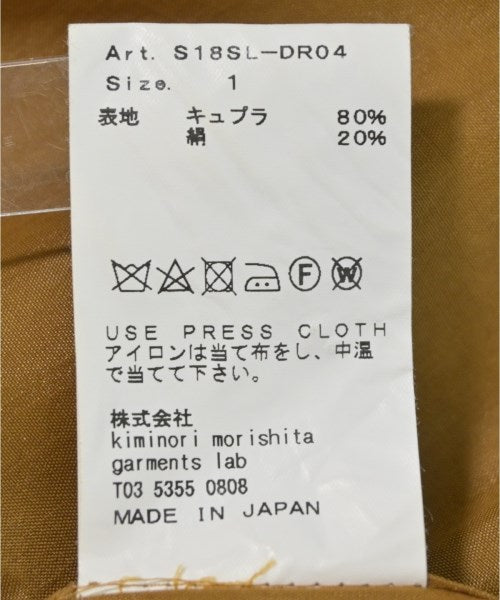 Art. S18SL-DR04
Size. 1
表地 キュプラ 80%
絹 20%
F W
USE PRESS CLOTH
アイロンは当て布をし、中温
で当てて下さい。
株式会社
kiminori morishita
garments lab
T03 5355 0808
MADE IN JAPAN